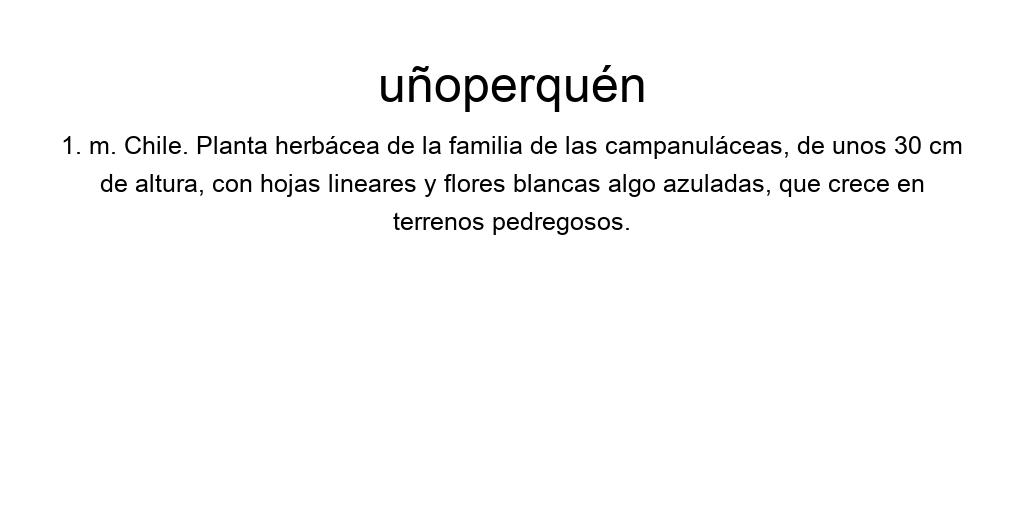 uñoperquén
1. m. Chile. Planta herbácea de la familia de las campanuláceas, de unos 30 cm
de altura, con hojas lineares y flores blancas algo azuladas, que crece en
terrenos pedregosos.